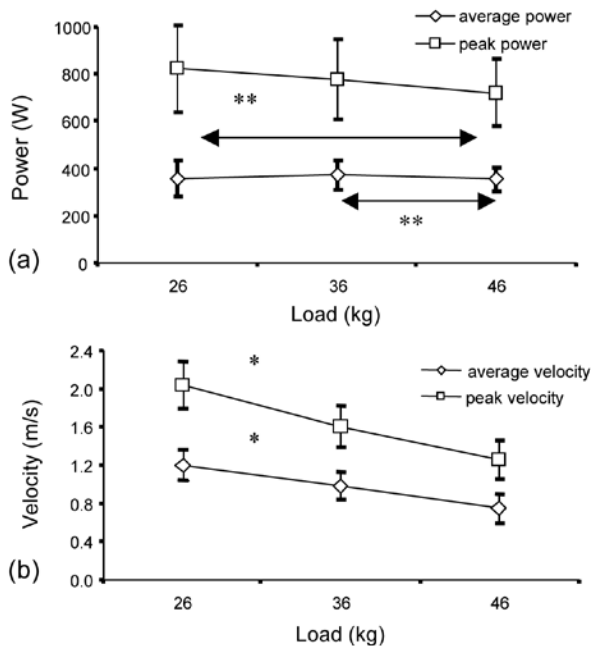 average power
peak power
1000
800
600
400
200
0
Power (W)
**
**
26 36 46
Load (kg)
(a)
average velocity
peak velocity
2.4
2.0
1.6
1.2
0.8
0.0
Velocity (m/s)
*
*
26 36 46
Load (kg)
(b)